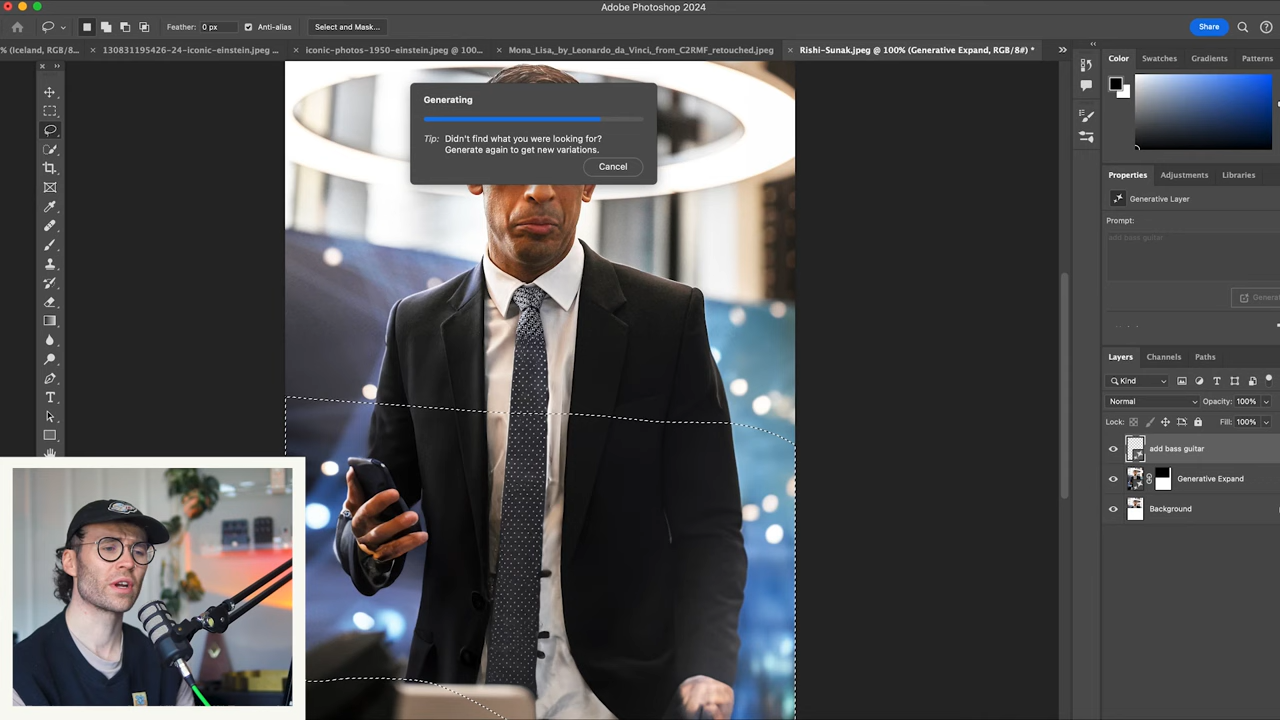 Adobe Photoshop 2024
Feather: 0 px
Anti-alias
Select and Mask...
Share
% (Iceland, RGB/8...
130831195426-24-iconic-einstein.jpeg ...
iconic-photos-1950-einstein.jpeg @ 100...
Mona_Lisa,_by_Leonardo_da_Vinci,_from_C2RMF_retouched.jpeg
Rishi-Sunak.jpeg @ 100% (Generative Expand, RGB/8#) *
Color
Swatches
Gradients
Patterns
Generating
Tip: Didn't find what you were looking for?
Generate again to get new variations.
Cancel
Properties
Adjustments
Libraries
Generative Layer
Prompt:
add bass guitar
Genera
Layers
Channels
Paths
Kind
Normal
Opacity: 100%
Lock:
Fill: 100%
add bass guitar
Generative Expand
Background